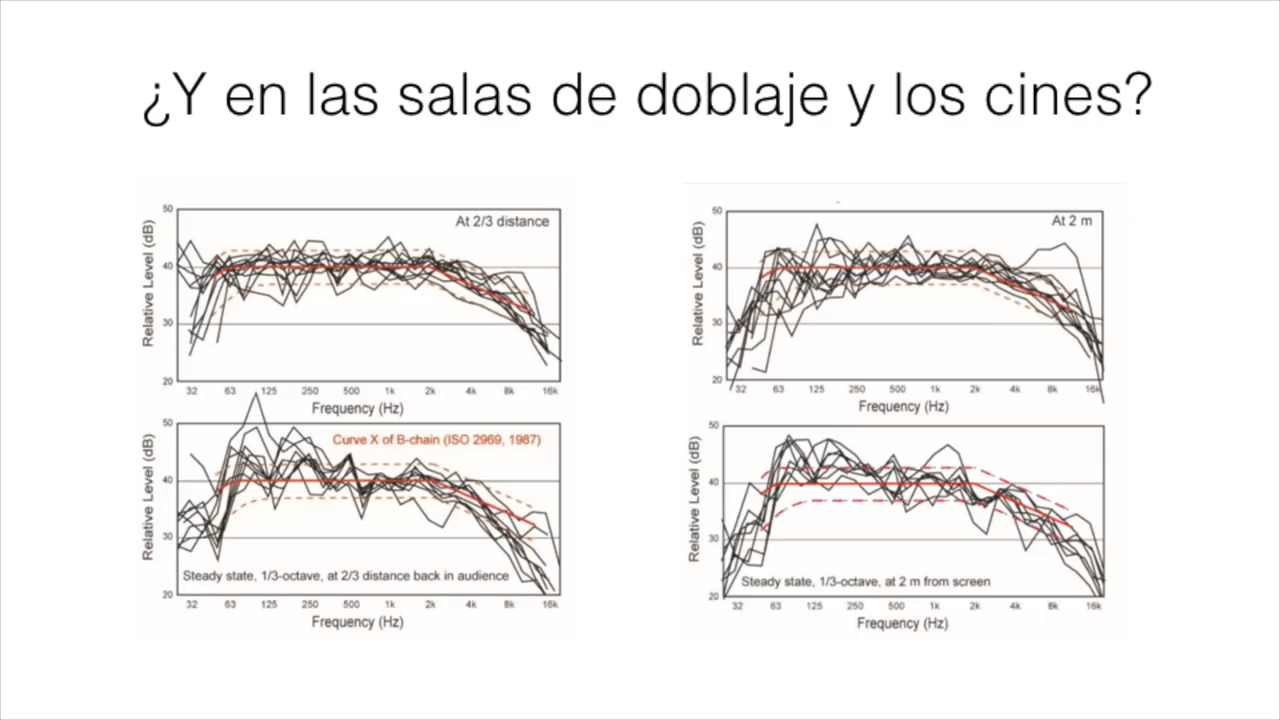 ¿Y en las salas de doblaje y los cines?
At 2/3 distance
Relative Level (dB)
50
40
30
20
32 63 125 250 500 1k 2k 4k 8k 16k
Frequency (Hz)
At 2 m
Relative Level (dB)
50
40
30
20
32 63 125 250 500 1k 2k 4k 8k 16k
Frequency (Hz)
Curve X of B-chain (ISO 2969, 1987)
Relative Level (dB)
50
40
30
20
Steady state, 1/3-octave, at 2/3 distance back in audience
32 63 125 250 500 1k 2k 4k 8k 16k
Frequency (Hz)
Relative Level (dB)
50
40
30
20
Steady state, 1/3-octave, at 2 m from screen
32 63 125 250 500 1k 2k 4k 8k 16k
Frequency (Hz)